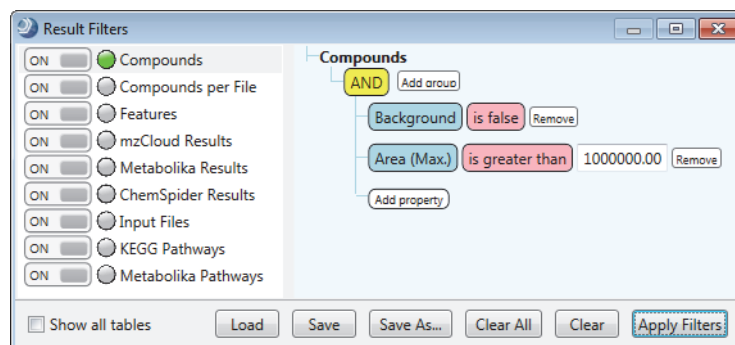 Result Filters
ON Compounds
ON Compounds per File
ON Features
ON mzCloud Results
ON Metabolika Results
ON ChemSpider Results
ON Input Files
ON KEGG Pathways
ON Metabolika Pathways
Compounds
AND Add group
Background is false Remove
Area (Max.) is greater than 1000000.00 Remove
Add property
Show all tables Load Save Save As... Clear All Clear Apply Filters